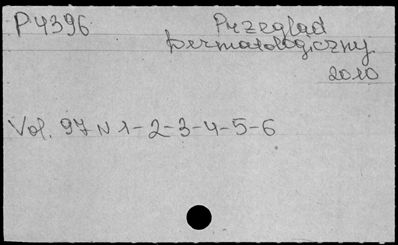 P4396 Przegląd
dermatologiczny
2010
Vol. 97 N 1-2-3-4-5-6